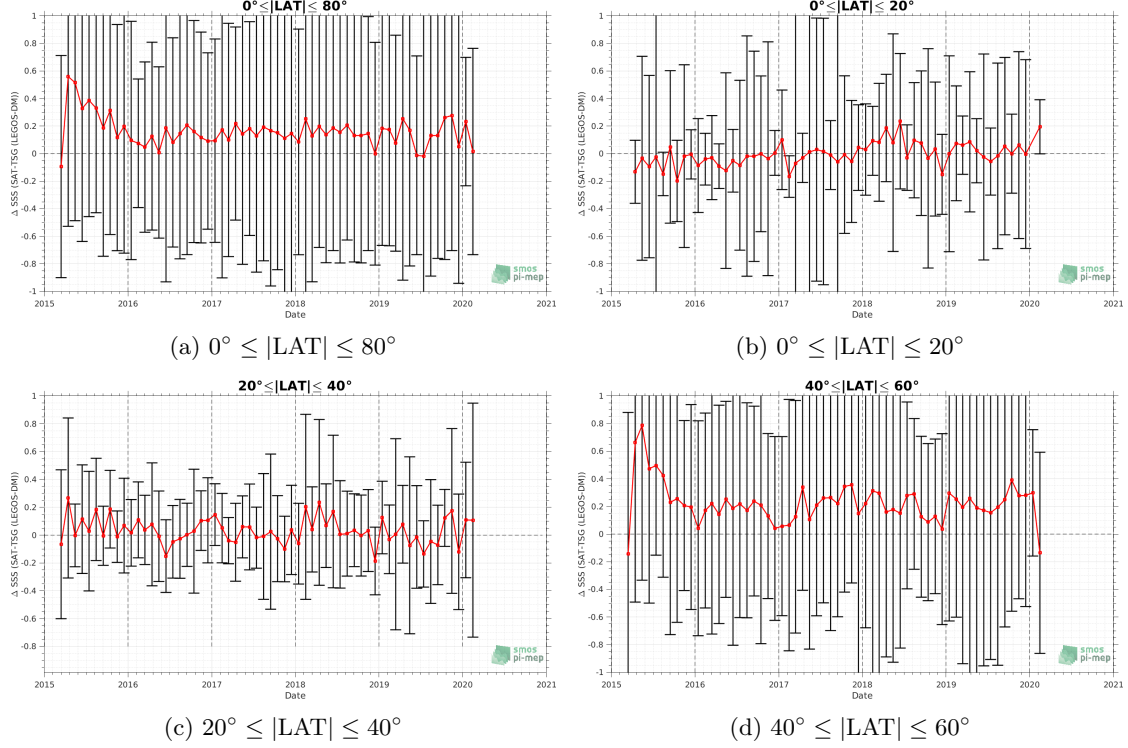 0°≤|LAT|≤ 80°
Δ SSS (SAT-TSG (LEGOS-DM))
1
0.8
0.6
0.4
0.2
0
-0.2
-0.4
-0.6
-0.8
-1
2015 2016 2017 2018 2019 2020 2021
Date
smos
pi-mep
(a) 0° ≤ |LAT| ≤ 80°
0°≤|LAT|≤ 20°
Δ SSS (SAT-TSG (LEGOS-DM))
1
0.8
0.6
0.4
0.2
0
-0.2
-0.4
-0.6
-0.8
-1
2015 2016 2017 2018 2019 2020 2021
Date
smos
pi-mep
(b) 0° ≤ |LAT| ≤ 20°
20°≤|LAT|≤ 40°
Δ SSS (SAT-TSG (LEGOS-DM))
1
0.8
0.6
0.4
0.2
0
-0.2
-0.4
-0.6
-0.8
2015 2016 2017 2018 2019 2020 2021
Date
smos
pi-mep
(c) 20° ≤ |LAT| ≤ 40°
40°≤|LAT|≤ 60°
Δ SSS (SAT-TSG (LEGOS-DM))
1
0.8
0.6
0.4
0.2
0
-0.2
-0.4
-0.6
-0.8
-1
2015 2016 2017 2018 2019 2020 2021
Date
smos
pi-mep
(d) 40° ≤ |LAT| ≤ 60°